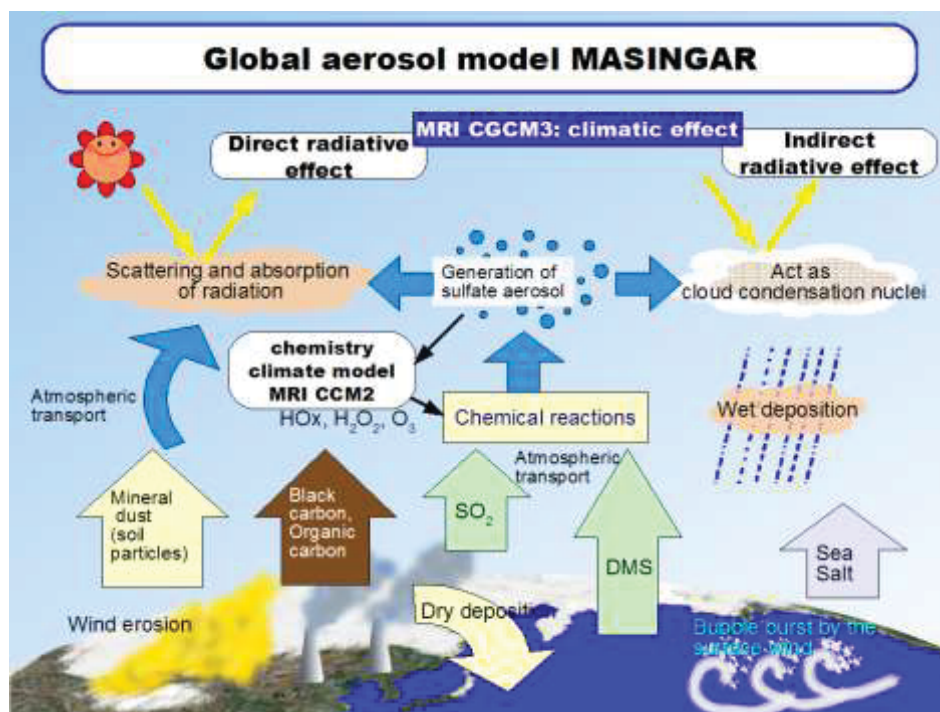 Global aerosol model MASINGAR
MRI CGCM3: climatic effect
Direct radiative
effect
Indirect
radiative effect
Scattering and absorption
of radiation
Generation of
sulfate aerosol
Act as
cloud condensation nuclei
chemistry
climate model
MRI CCM2
HOx, H₂O₂, O₃
Atmospheric
transport
Chemical reactions
Wet deposition
Atmospheric
transport
Mineral
dust
(soil
particles)
Black
carbon,
Organic
carbon
SO₂
DMS
Sea
Salt
Wind erosion
Dry deposition
Bubble burst by the
surface wind